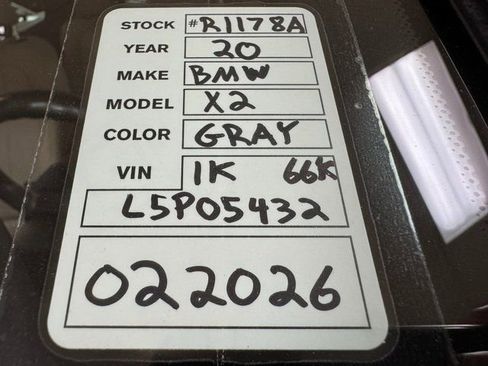 STOCK #R1178A
YEAR 20
MAKE BMW
MODEL X2
COLOR GRAY
VIN 1K 66K
L5P05432
022026